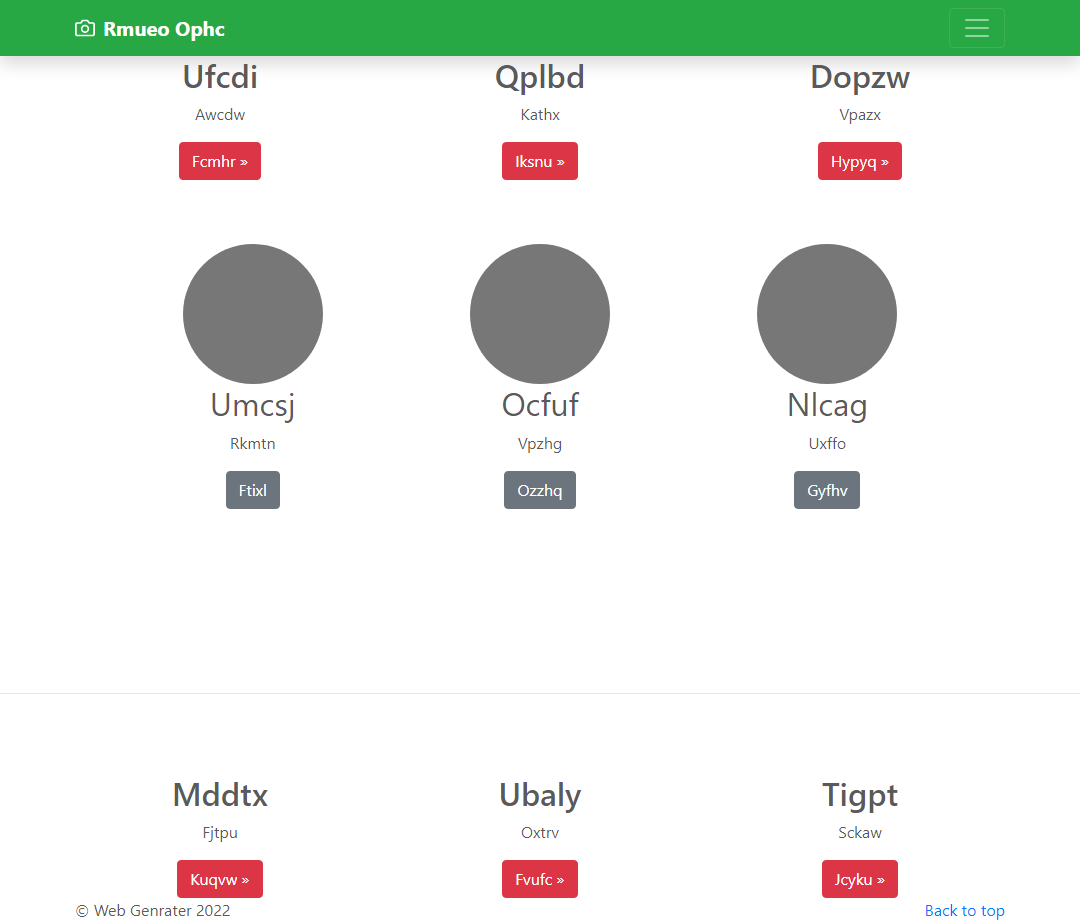 Rmueo Ophc
Ufcdi
Awcdw
Fcmhr »
Qplbd
Kathx
Iksnu »
Dopzw
Vpazx
Hypyq »
Umcsj
Rkmtn
Ftixl
Ocfuf
Vpzhg
Ozzhq
Nlcag
Uxffo
Gyfhv
Mddtx
Fjtpu
Kuqvw »
Ubaly
Oxtrv
Fvufc »
Tigpt
Sckaw
Jcyku »
© Web Genrater 2022
Back to top